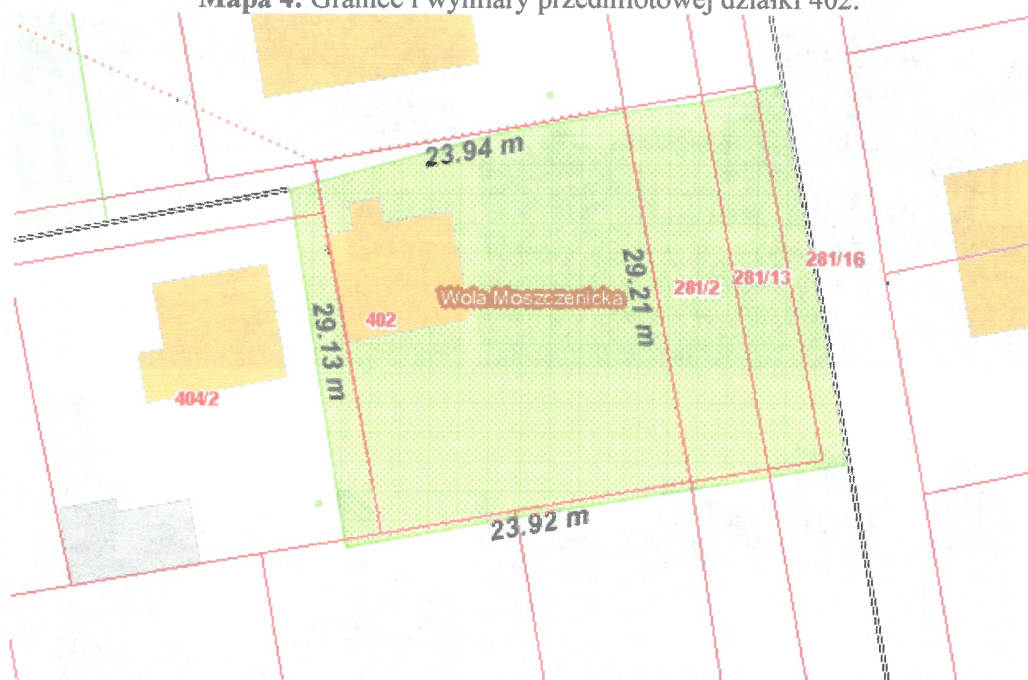 Mapa 4. Granice i wymiary przedmiotowej działki 402.
23.94 m
281/16
281/13
281/2
29.21 m
Wola Moszczenicka
402
29.13 m
404/2
23.92 m